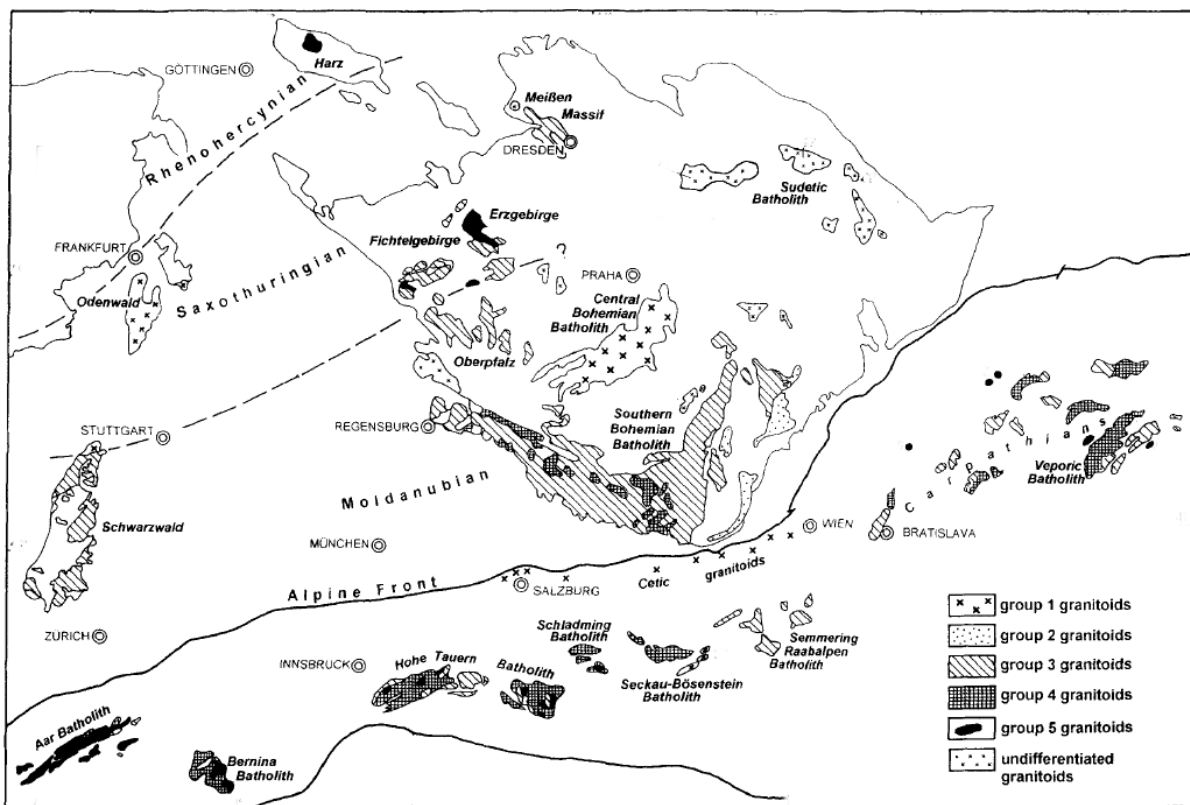 GÖTTINGEN
Harz
Rhenohercynian
Meißen
Massif
DRESDEN
Sudetic
Batholith
Erzgebirge
Fichtelgebirge
?
FRANKFURT
Odenwald
Saxothuringian
PRAHA
Central
Bohemian
Batholith
Oberpfalz
STUTTGART
REGENSBURG
Southern
Bohemian
Batholith
Carpathians
Veporic
Batholith
Schwarzwald
Moldanubian
MÜNCHEN
WIEN
BRATISLAVA
Alpine Front
SALZBURG
Cetic granitoids
ZÜRICH
INNSBRUCK
Schladming
Batholith
Semmering
Raabalpen
Batholith
Hohe Tauern Batholith
Seckau-Bösenstein
Batholith
Aar Batholith
Bernina
Batholith
group 1 granitoids
group 2 granitoids
group 3 granitoids
group 4 granitoids
group 5 granitoids
undifferentiated
granitoids